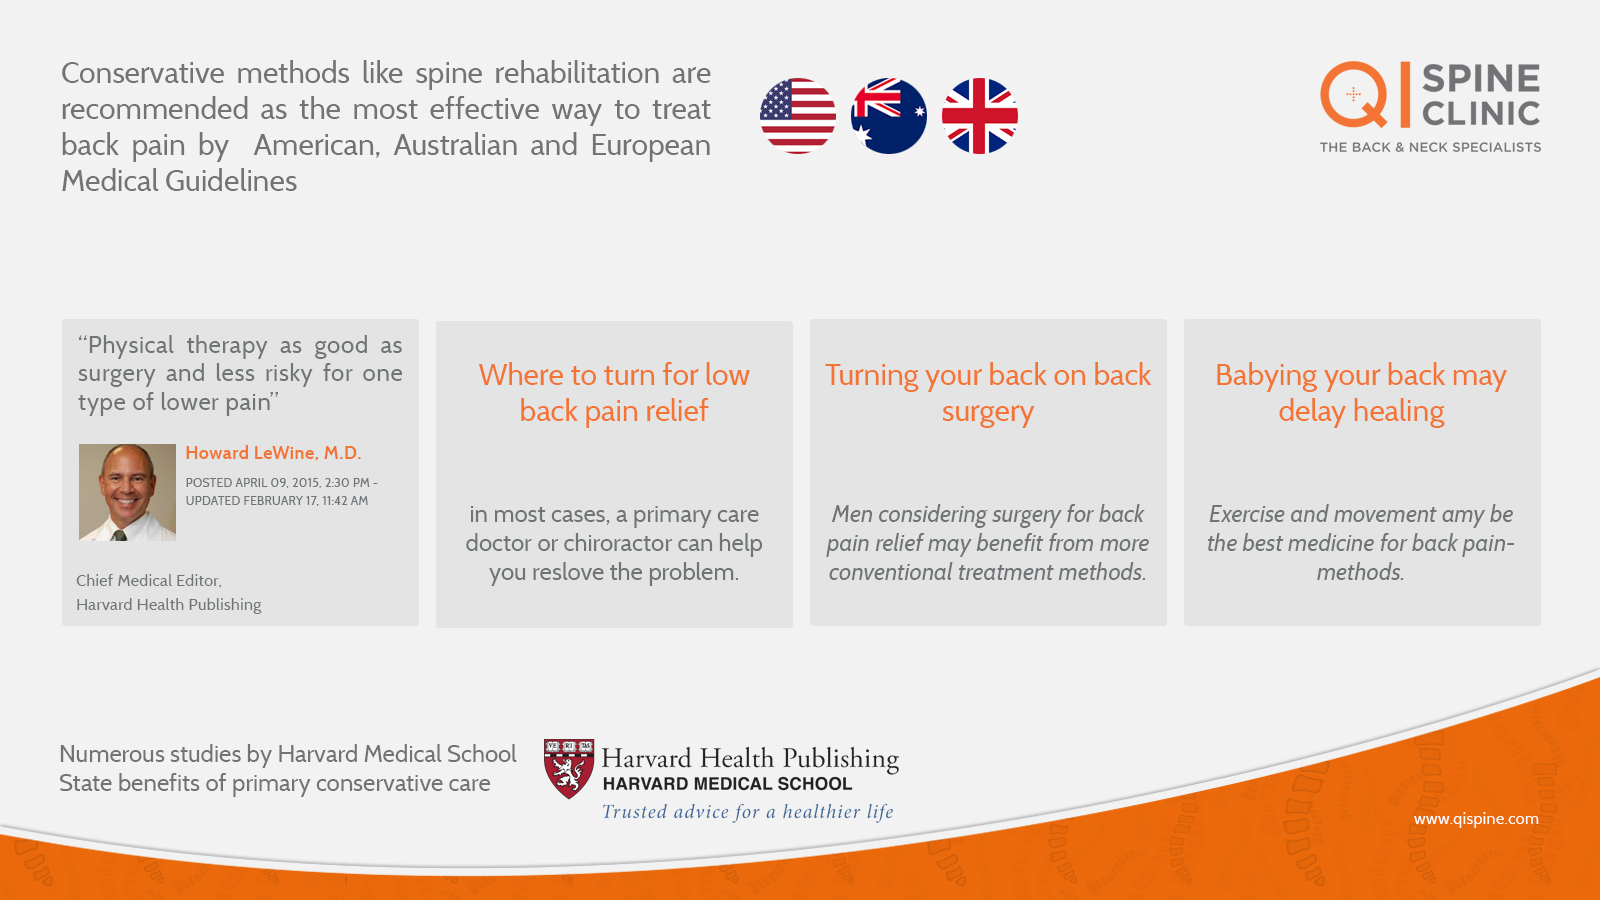 Conservative methods like spine rehabilitation are
recommended as the most effective way to treat
back pain by American, Australian and European
Medical Guidelines
QI SPINE
CLINIC
THE BACK & NECK SPECIALISTS
“Physical therapy as good as
surgery and less risky for one
type of lower pain”
Howard LeWine, M.D.
POSTED APRIL 09, 2015, 2:30 PM -
UPDATED FEBRUARY 17, 11:42 AM
Chief Medical Editor,
Harvard Health Publishing
Where to turn for low
back pain relief
in most cases, a primary care
doctor or chiroractor can help
you reslove the problem.
Turning your back on back
surgery
Men considering surgery for back
pain relief may benefit from more
conventional treatment methods.
Babying your back may
delay healing
Exercise and movement amy be
the best medicine for back pain-
methods.
Numerous studies by Harvard Medical School
State benefits of primary conservative care
VE RI TAS
Harvard Health Publishing
HARVARD MEDICAL SCHOOL
Trusted advice for a healthier life
www.qispine.com